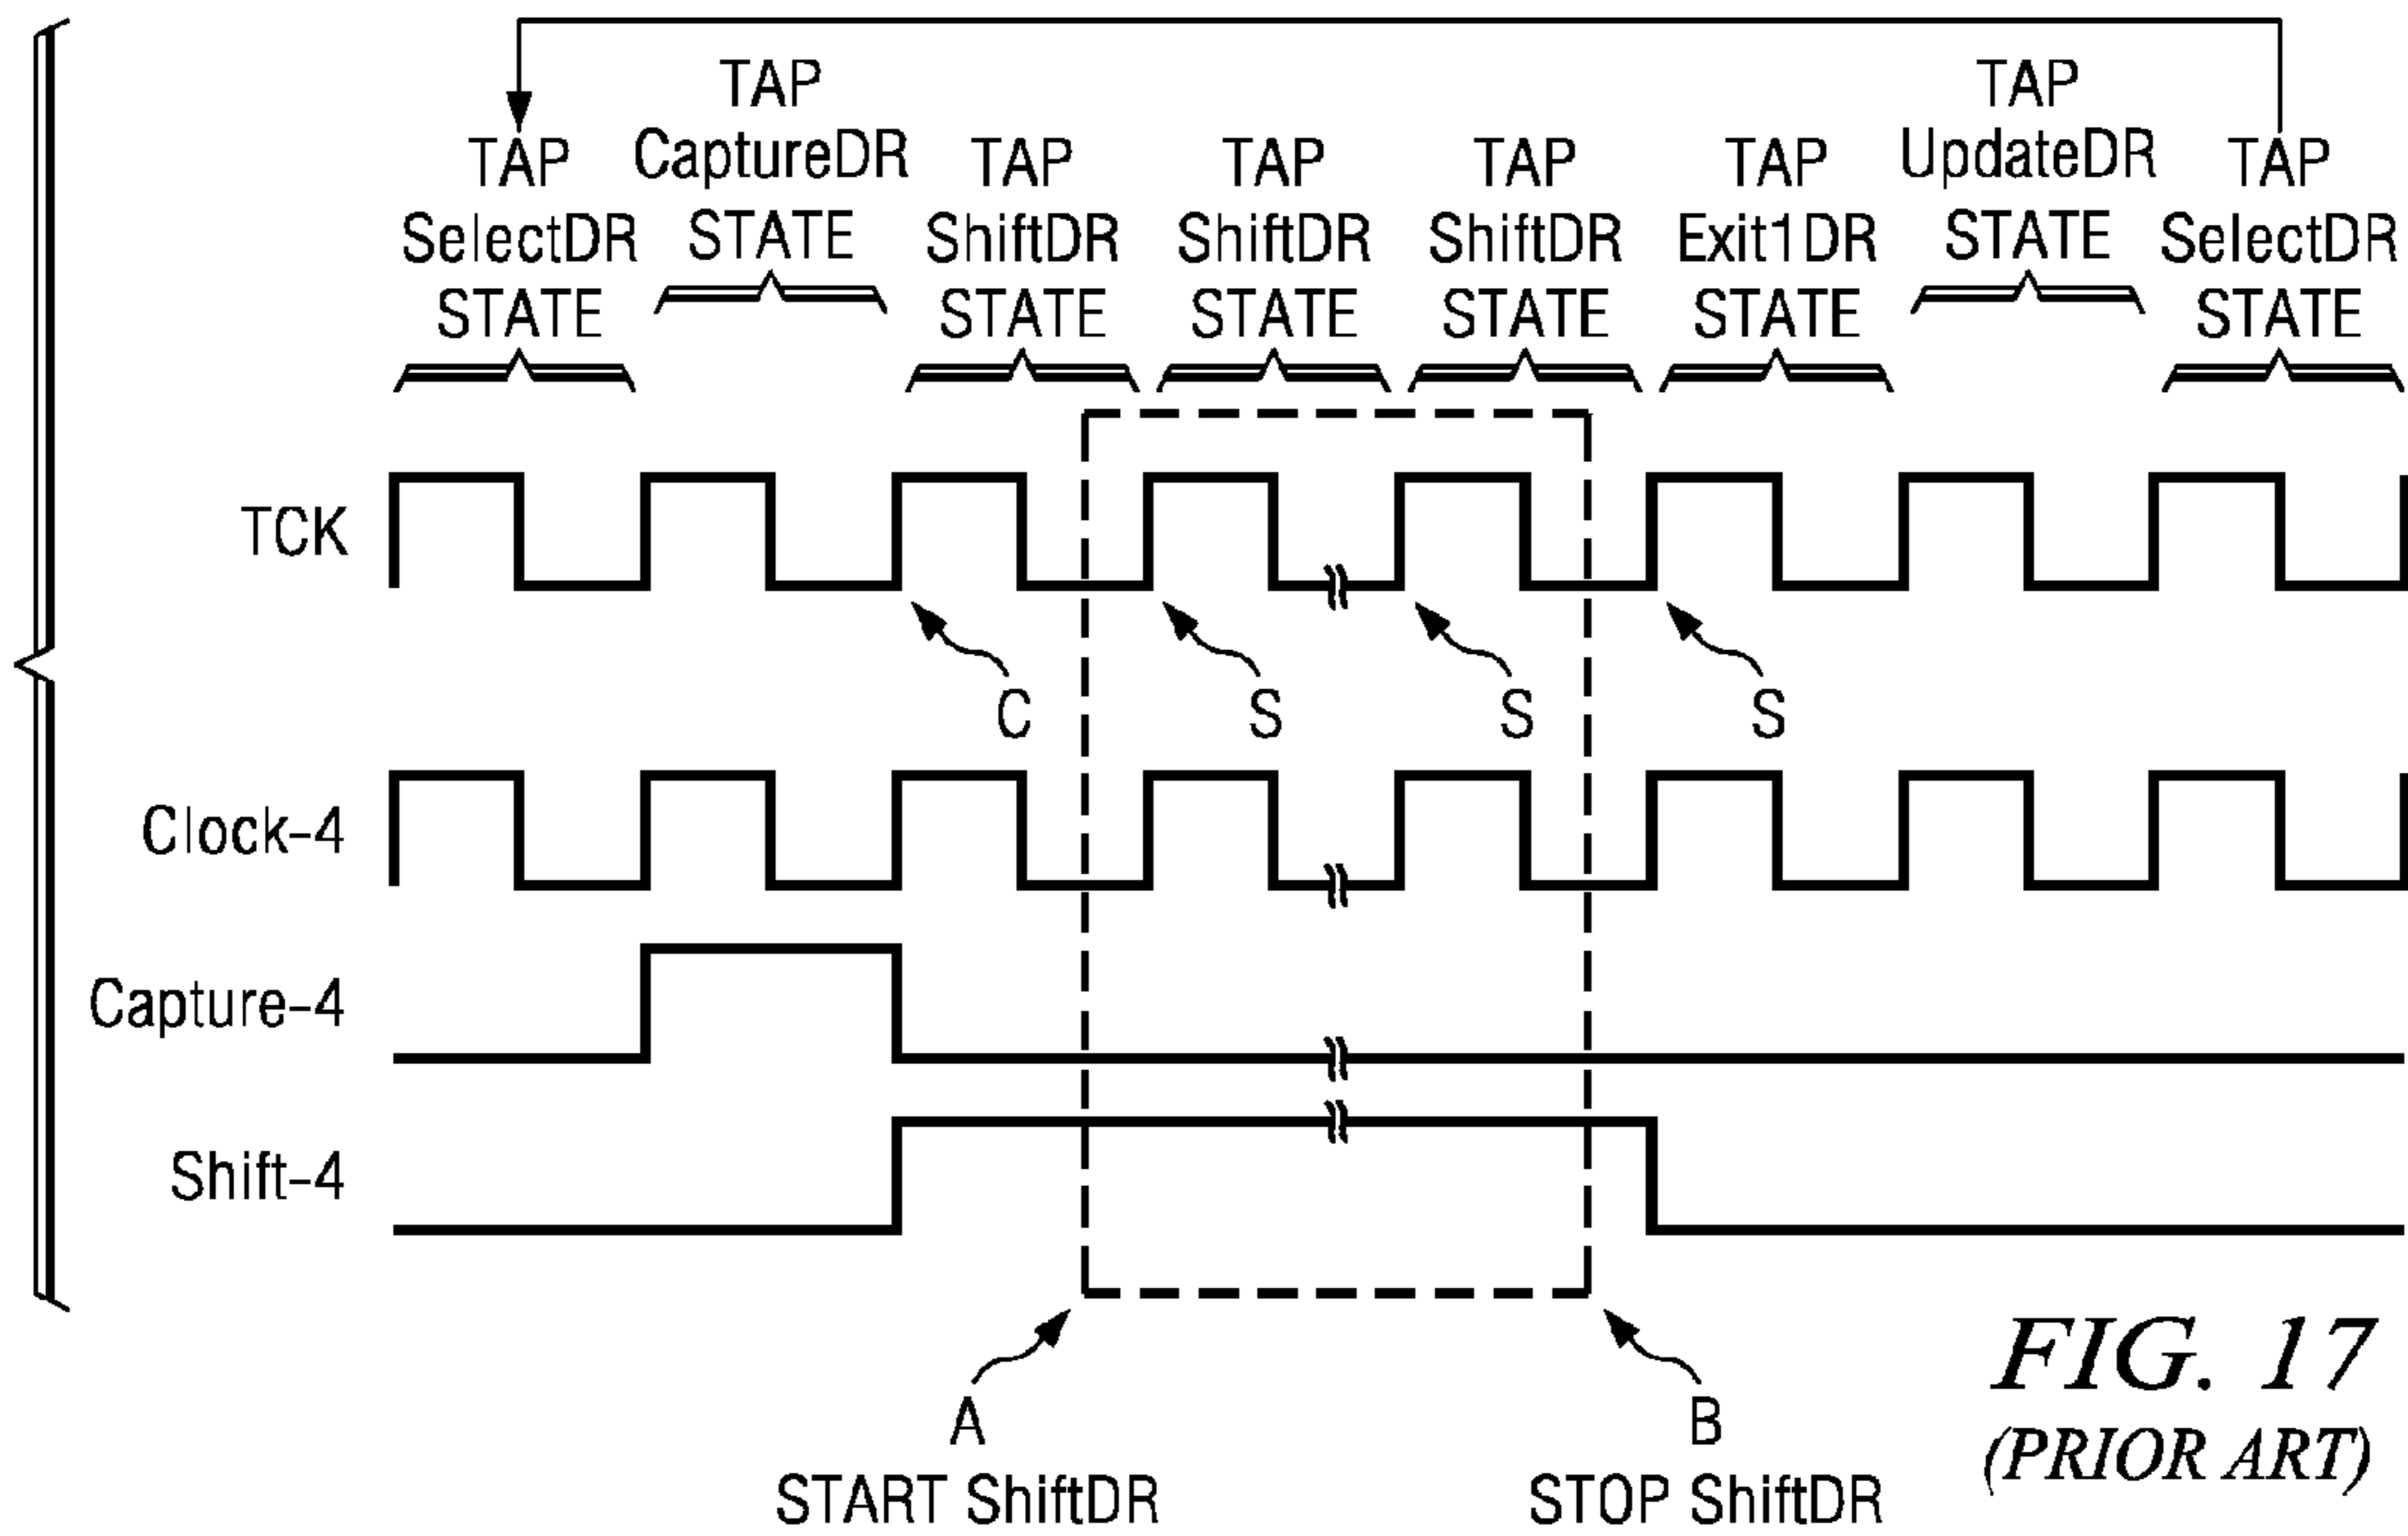 TAP
SelectDR
STATE
TAP
CaptureDR
STATE
TAP
ShiftDR
STATE
TAP
ShiftDR
STATE
TAP
ShiftDR
STATE
TAP
Exit1DR
STATE
TAP
UpdateDR
STATE
TAP
SelectDR
STATE
TCK
C
S
S
S
Clock-4
Capture-4
Shift-4
A
START ShiftDR
B
STOP ShiftDR
FIG. 17
(PRIOR ART)